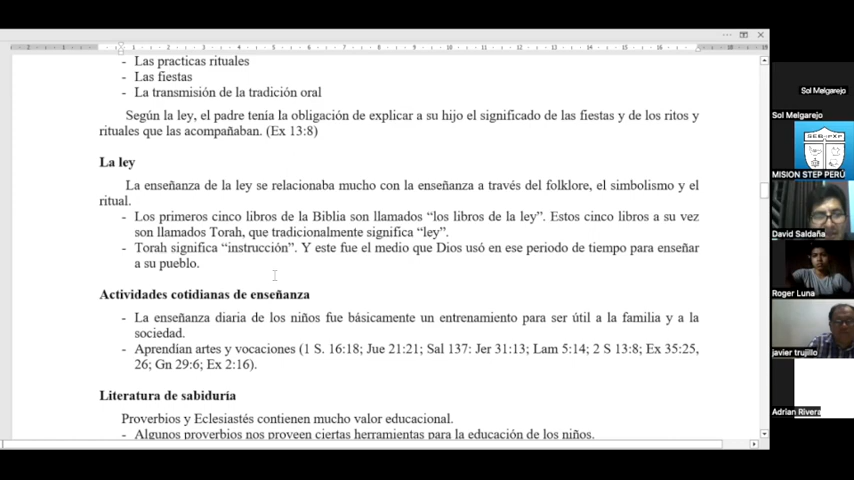 - Las practicas rituales
- Las fiestas
- La transmisión de la tradición oral
Según la ley, el padre tenía la obligación de explicar a su hijo el significado de las fiestas y de los ritos y
rituales que las acompañaban. (Ex 13:8)
La ley
La enseñanza de la ley se relacionaba mucho con la enseñanza a través del folklore, el simbolismo y el
ritual.
- Los primeros cinco libros de la Biblia son llamados “los libros de la ley”. Estos cinco libros a su vez
son llamados Torah, que tradicionalmente significa “ley”.
- Torah significa “instrucción”. Y este fue el medio que Dios usó en ese periodo de tiempo para enseñar
a su pueblo.
Actividades cotidianas de enseñanza
- La enseñanza diaria de los niños fue básicamente un entrenamiento para ser útil a la familia y a la
sociedad.
- Aprendían artes y vocaciones (1 S. 16:18; Jue 21:21; Sal 137: Jer 31:13; Lam 5:14; 2 S 13:8; Ex 35:25,
26; Gn 29:6; Ex 2:16).
Literatura de sabiduría
Proverbios y Eclesiastés contienen mucho valor educacional.
- Algunos proverbios nos proveen ciertas herramientas para la educación de los niños.
Sol Melgarejo
Sol Melgarejo
MISION STEP PERÚ
David Saldaña
Roger Luna
javier trujillo
Adrian Rivera